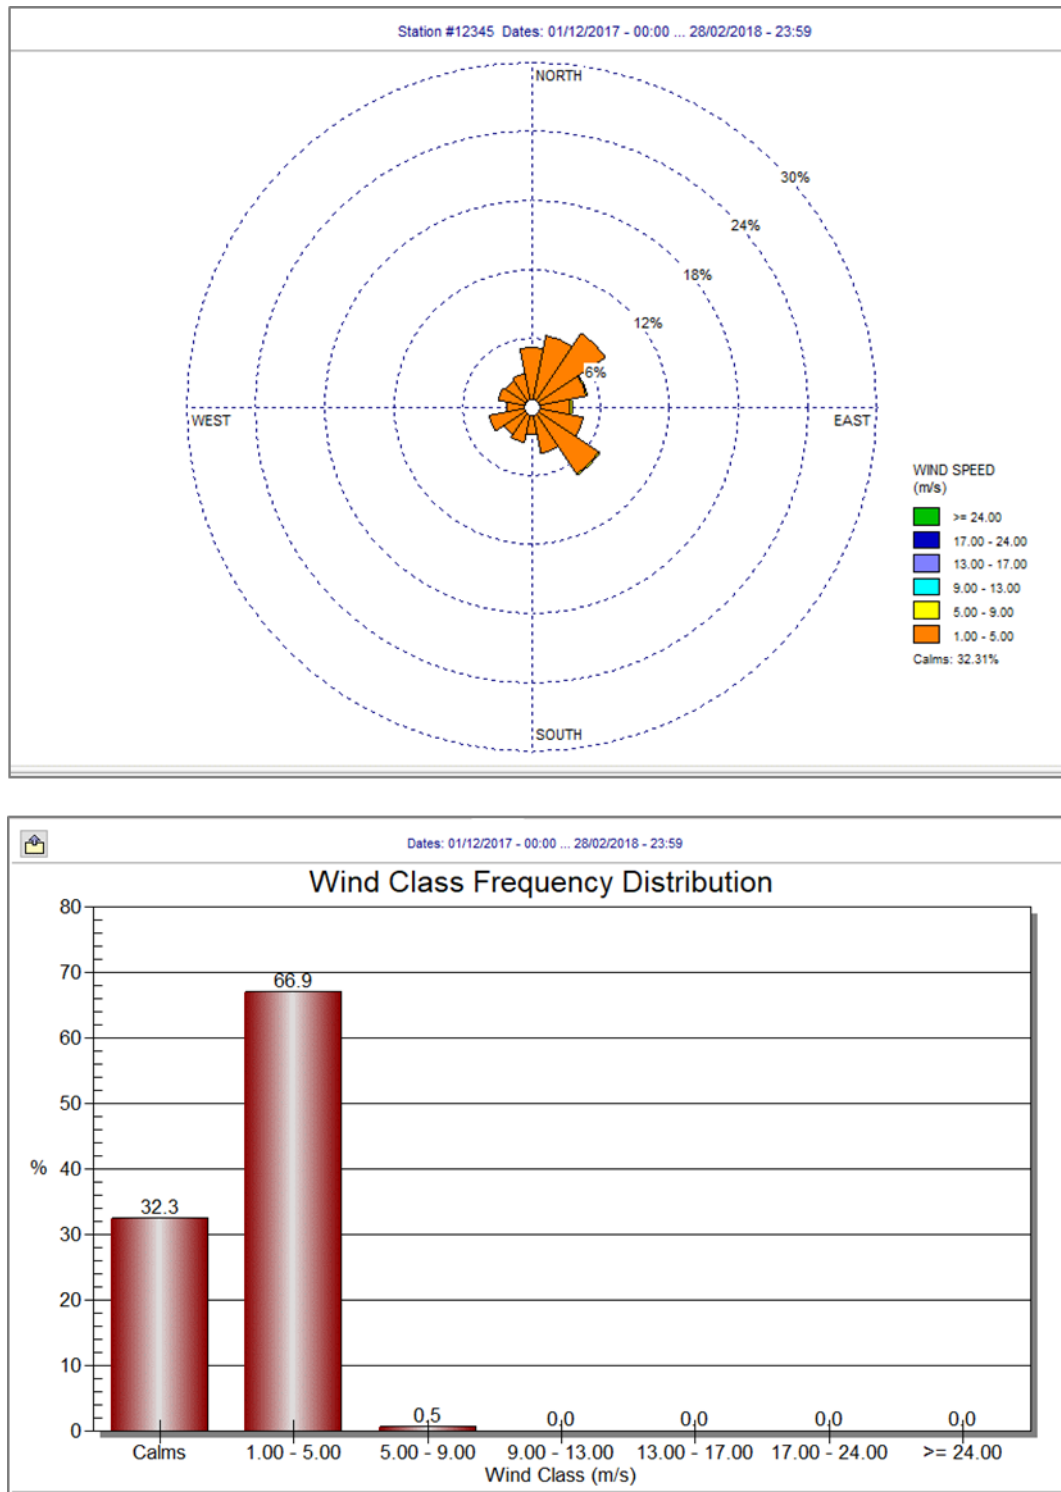 Station #12345 Dates: 01/12/2017 - 00:00 ... 28/02/2018 - 23:59
NORTH
30%
24%
18%
12%
6%
WEST
EAST
SOUTH
WIND SPEED
(m/s)
>= 24.00
17.00 - 24.00
13.00 - 17.00
9.00 - 13.00
5.00 - 9.00
1.00 - 5.00
Calms: 32.31%
Dates: 01/12/2017 - 00:00 ... 28/02/2018 - 23:59
Wind Class Frequency Distribution
80
70
60
50
40
30
20
10
0
%
32.3
66.9
0.5
0.0
0.0
0.0
0.0
Calms
1.00 - 5.00
5.00 - 9.00
9.00 - 13.00
13.00 - 17.00
17.00 - 24.00
>= 24.00
Wind Class (m/s)